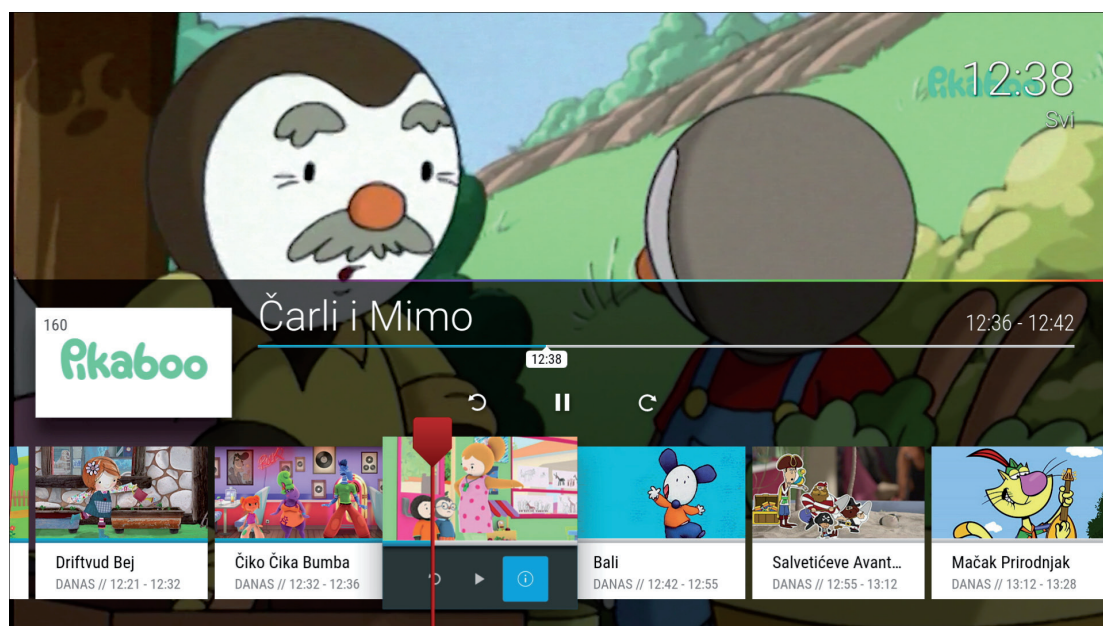 Pikaboo
12:38
Svi
160
Pikaboo
Čarli i Mimo
12:36 - 12:42
12:38
Driftvud Bej
DANAS // 12:21 - 12:32
Čiko Čika Bumba
DANAS // 12:32 - 12:36
Bali
DANAS // 12:42 - 12:55
Salvetićeve Avant...
DANAS // 12:55 - 13:12
Mačak Prirodnjak
DANAS // 13:12 - 13:28